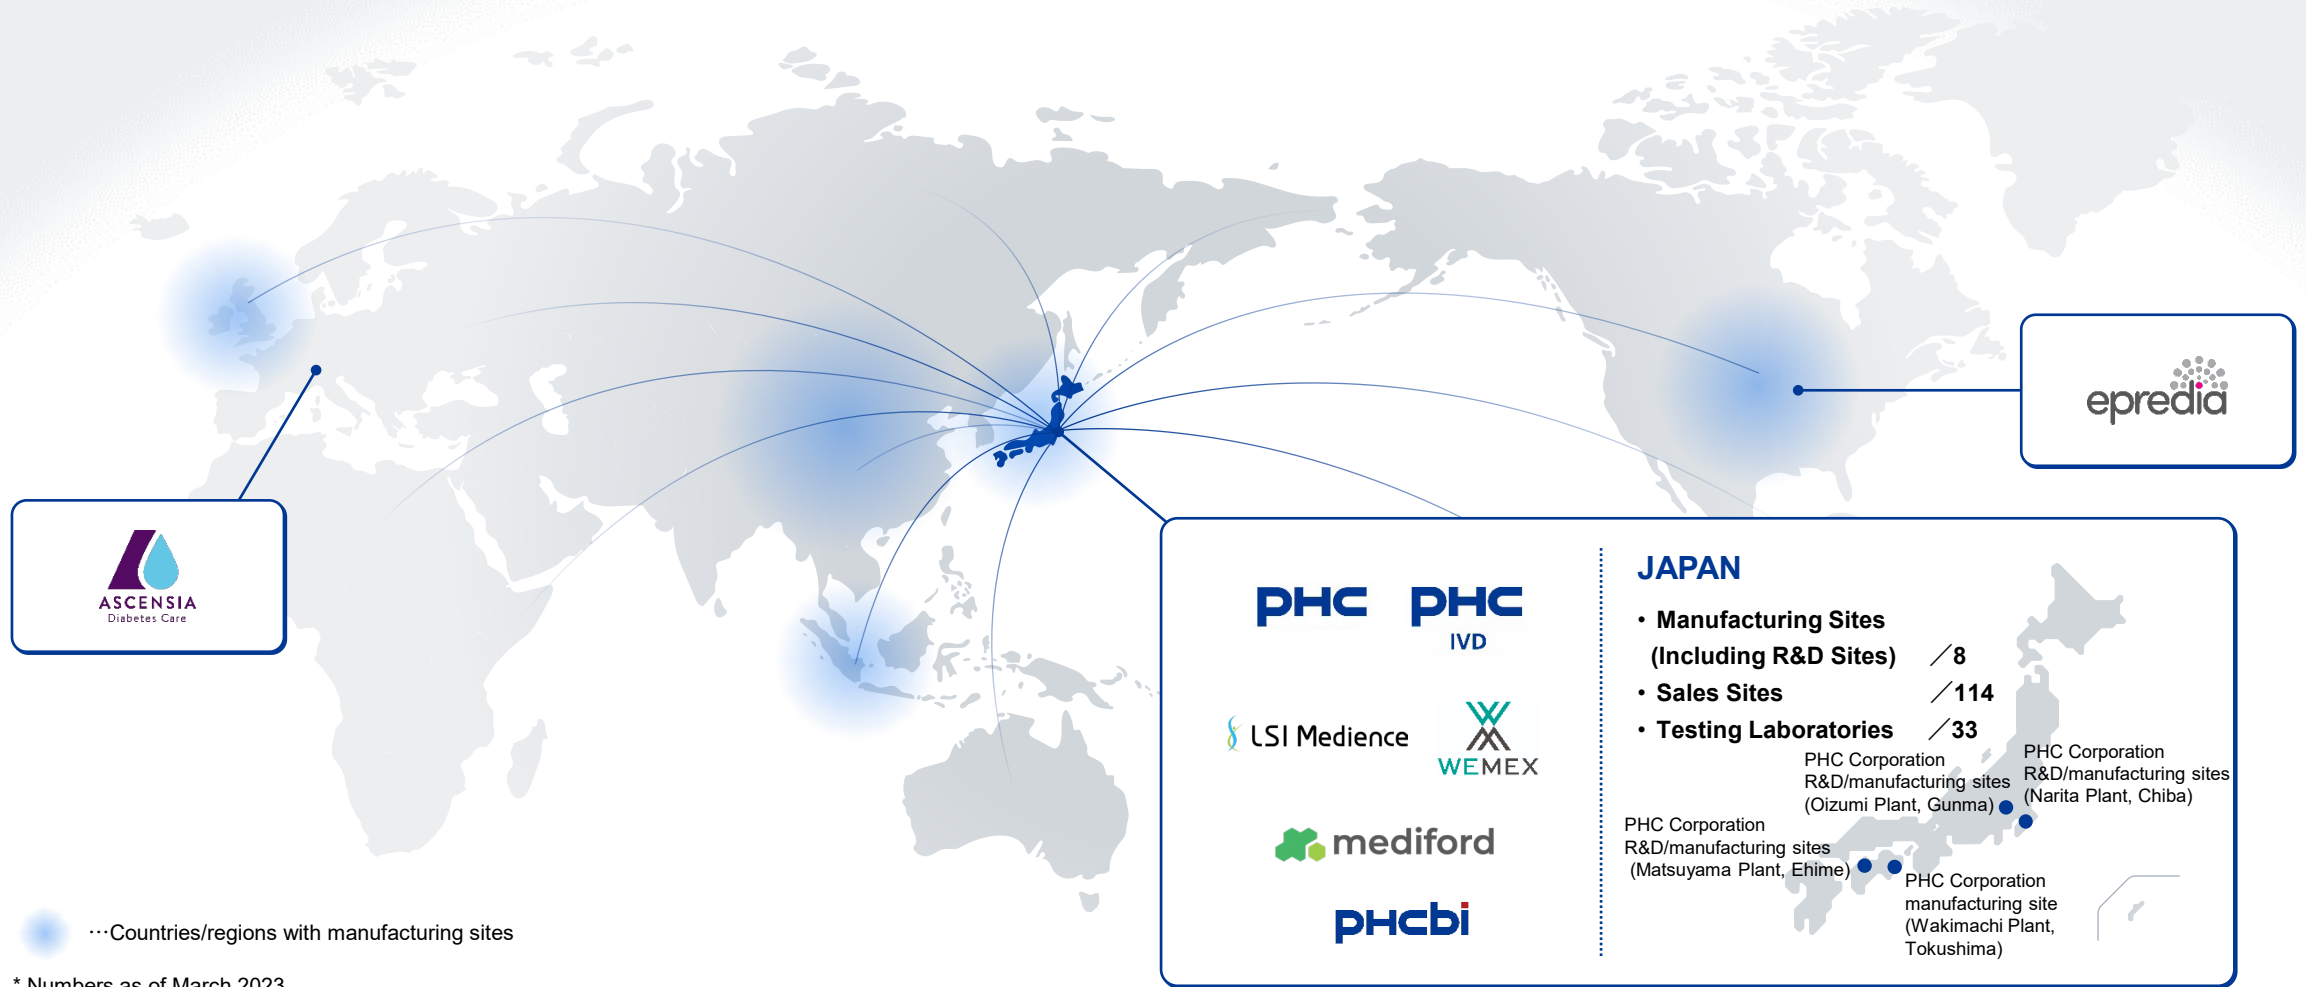 ASCENSIA
Diabetes Care
epredia
PHC
PHC
IVD
LSI Medience
WEMEX
mediford
PHCbi
JAPAN
・Manufacturing Sites
(Including R&D Sites) ／8
・Sales Sites ／114
・Testing Laboratories ／33
PHC Corporation
R&D/manufacturing sites
(Oizumi Plant, Gunma)
PHC Corporation
R&D/manufacturing sites
(Narita Plant, Chiba)
PHC Corporation
R&D/manufacturing sites
(Matsuyama Plant, Ehime)
PHC Corporation
manufacturing site
(Wakimachi Plant,
Tokushima)
…Countries/regions with manufacturing sites
* Numbers as of March 2023